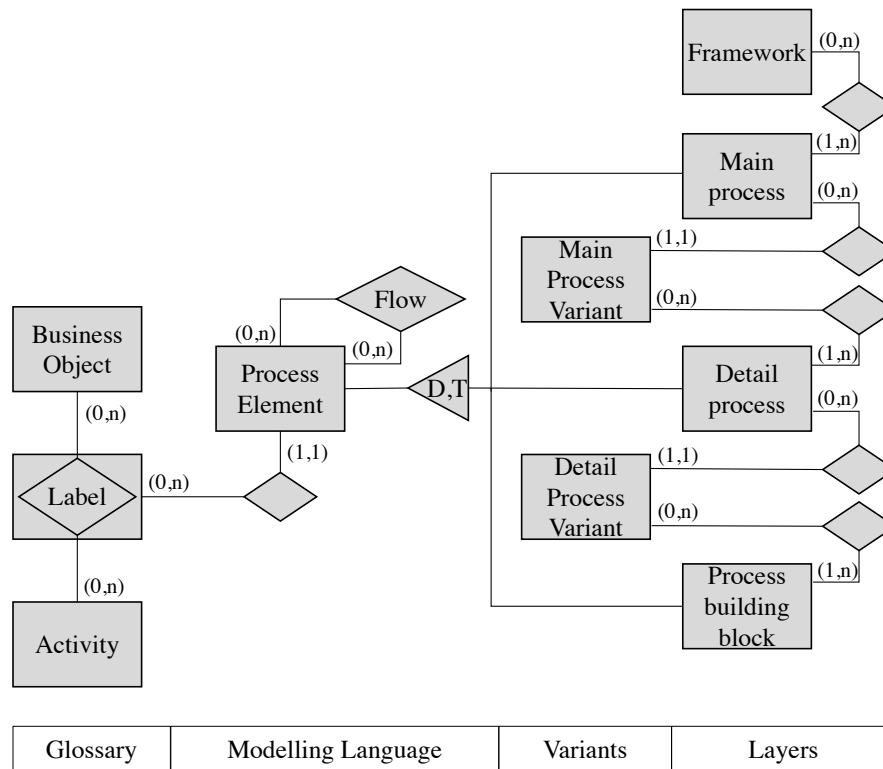 Framework
(0,n)
(1,n)
Main
process
(0,n)
Main
Process
Variant
(1,1)
(0,n)
Flow
(0,n)
(0,n)
Business
Object
(0,n)
Process
Element
D,T
(1,n)
Detail
process
(0,n)
(1,1)
Label
(0,n)
Detail
Process
Variant
(1,1)
(0,n)
(0,n)
Activity
(1,n)
Process
building
block
Glossary
Modelling Language
Variants
Layers